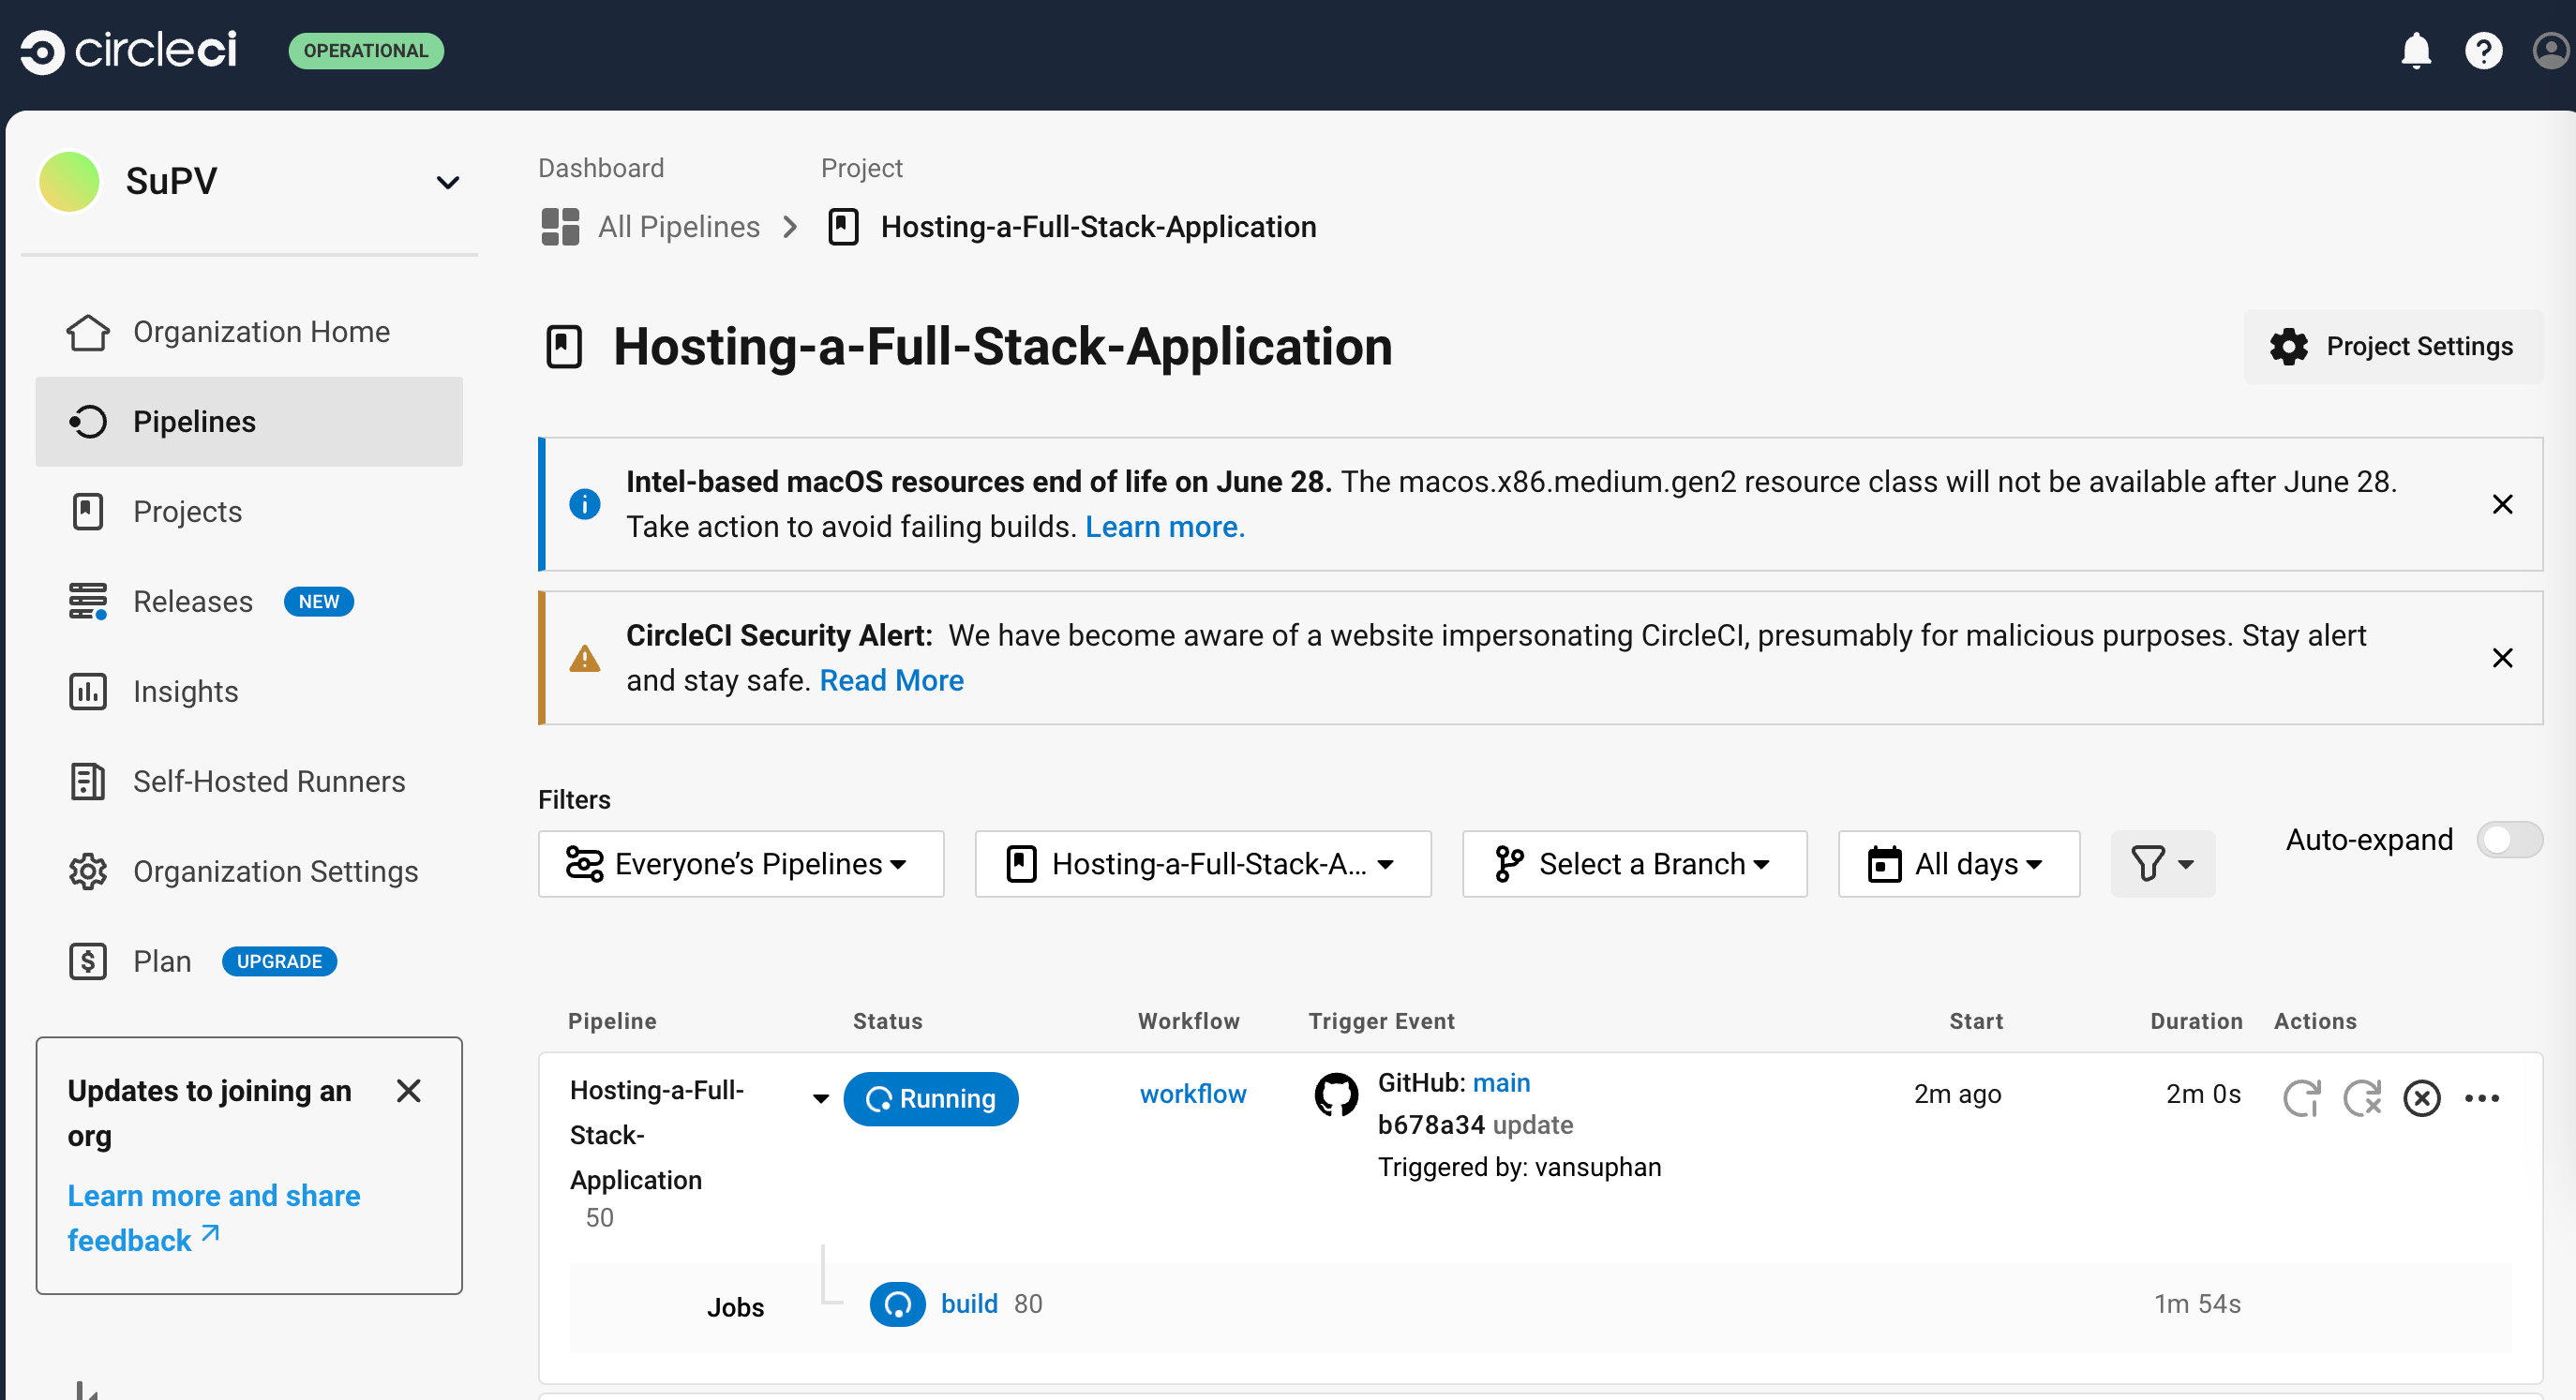 circleci
OPERATIONAL
SuPV
Organization Home
Pipelines
Projects
Releases NEW
Insights
Self-Hosted Runners
Organization Settings
Plan UPGRADE
Updates to joining an
org
Learn more and share
feedback
Dashboard
Project
All Pipelines
Hosting-a-Full-Stack-Application
Hosting-a-Full-Stack-Application
Project Settings
Intel-based macOS resources end of life on June 28. The macos.x86.medium.gen2 resource class will not be available after June 28.
Take action to avoid failing builds. Learn more.
CircleCI Security Alert: We have become aware of a website impersonating CircleCI, presumably for malicious purposes. Stay alert
and stay safe. Read More
Filters
Everyone’s Pipelines
Hosting-a-Full-Stack-A...
Select a Branch
All days
Auto-expand
Pipeline Status Workflow Trigger Event Start Duration Actions
Hosting-a-Full-
Stack-
Application
50
Running
workflow
GitHub: main
b678a34 update
Triggered by: vansuphan
2m ago
2m 0s
Jobs
build 80
1m 54s